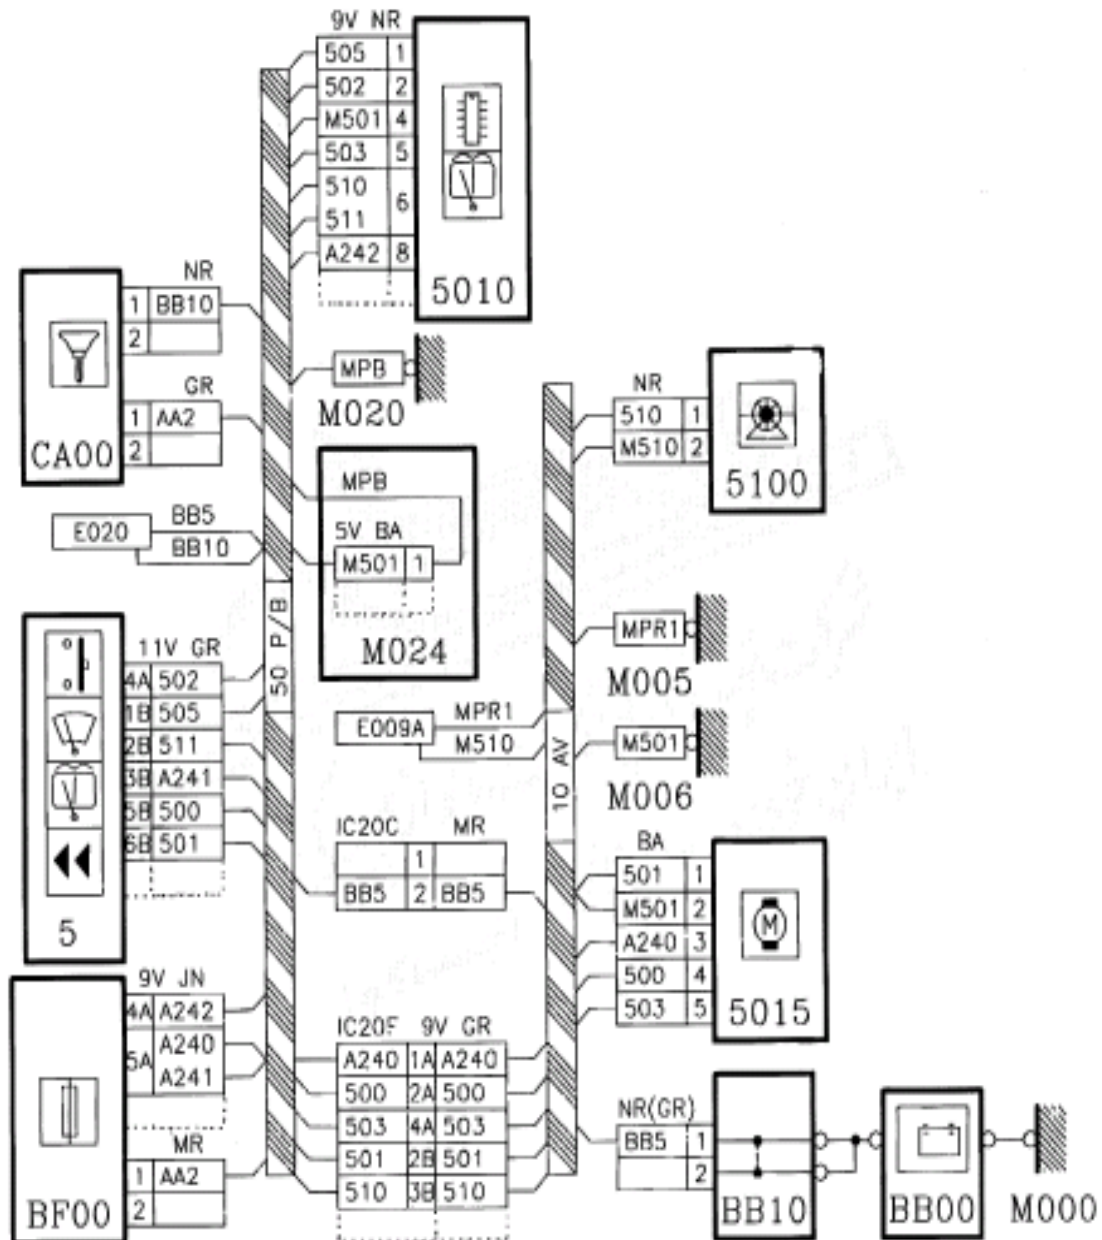 9V NR
505 1
502 2
M501 4
503 5
510
6
511
A242 8
5010
NR
1 BB10
2
GR
1 AA2
2
CA00
MPB
M020
MPB
5V BA
M501 1
M024
E020
BB5
BB10
50 P/B
11V GR
4A 502
1B 505
2B 511
3B A241
5B 500
6B 501
5
9V JN
4A A242
5A A240
A241
MR
1 AA2
2
BF00
NR
510 1
M510 2
5100
MPR1
M005
E009A
MPR1
M510
10 AV
M501
M006
IC20C MR
1
BB5 2 BB5
BA
501 1
M501 2
A240 3
500 4
503 5
M
5015
IC20F 9V GR
A240 1A A240
500 2A 500
503 4A 503
501 2B 501
510 3B 510
NR(GR)
BB5 1
2
BB10
BB00
M000